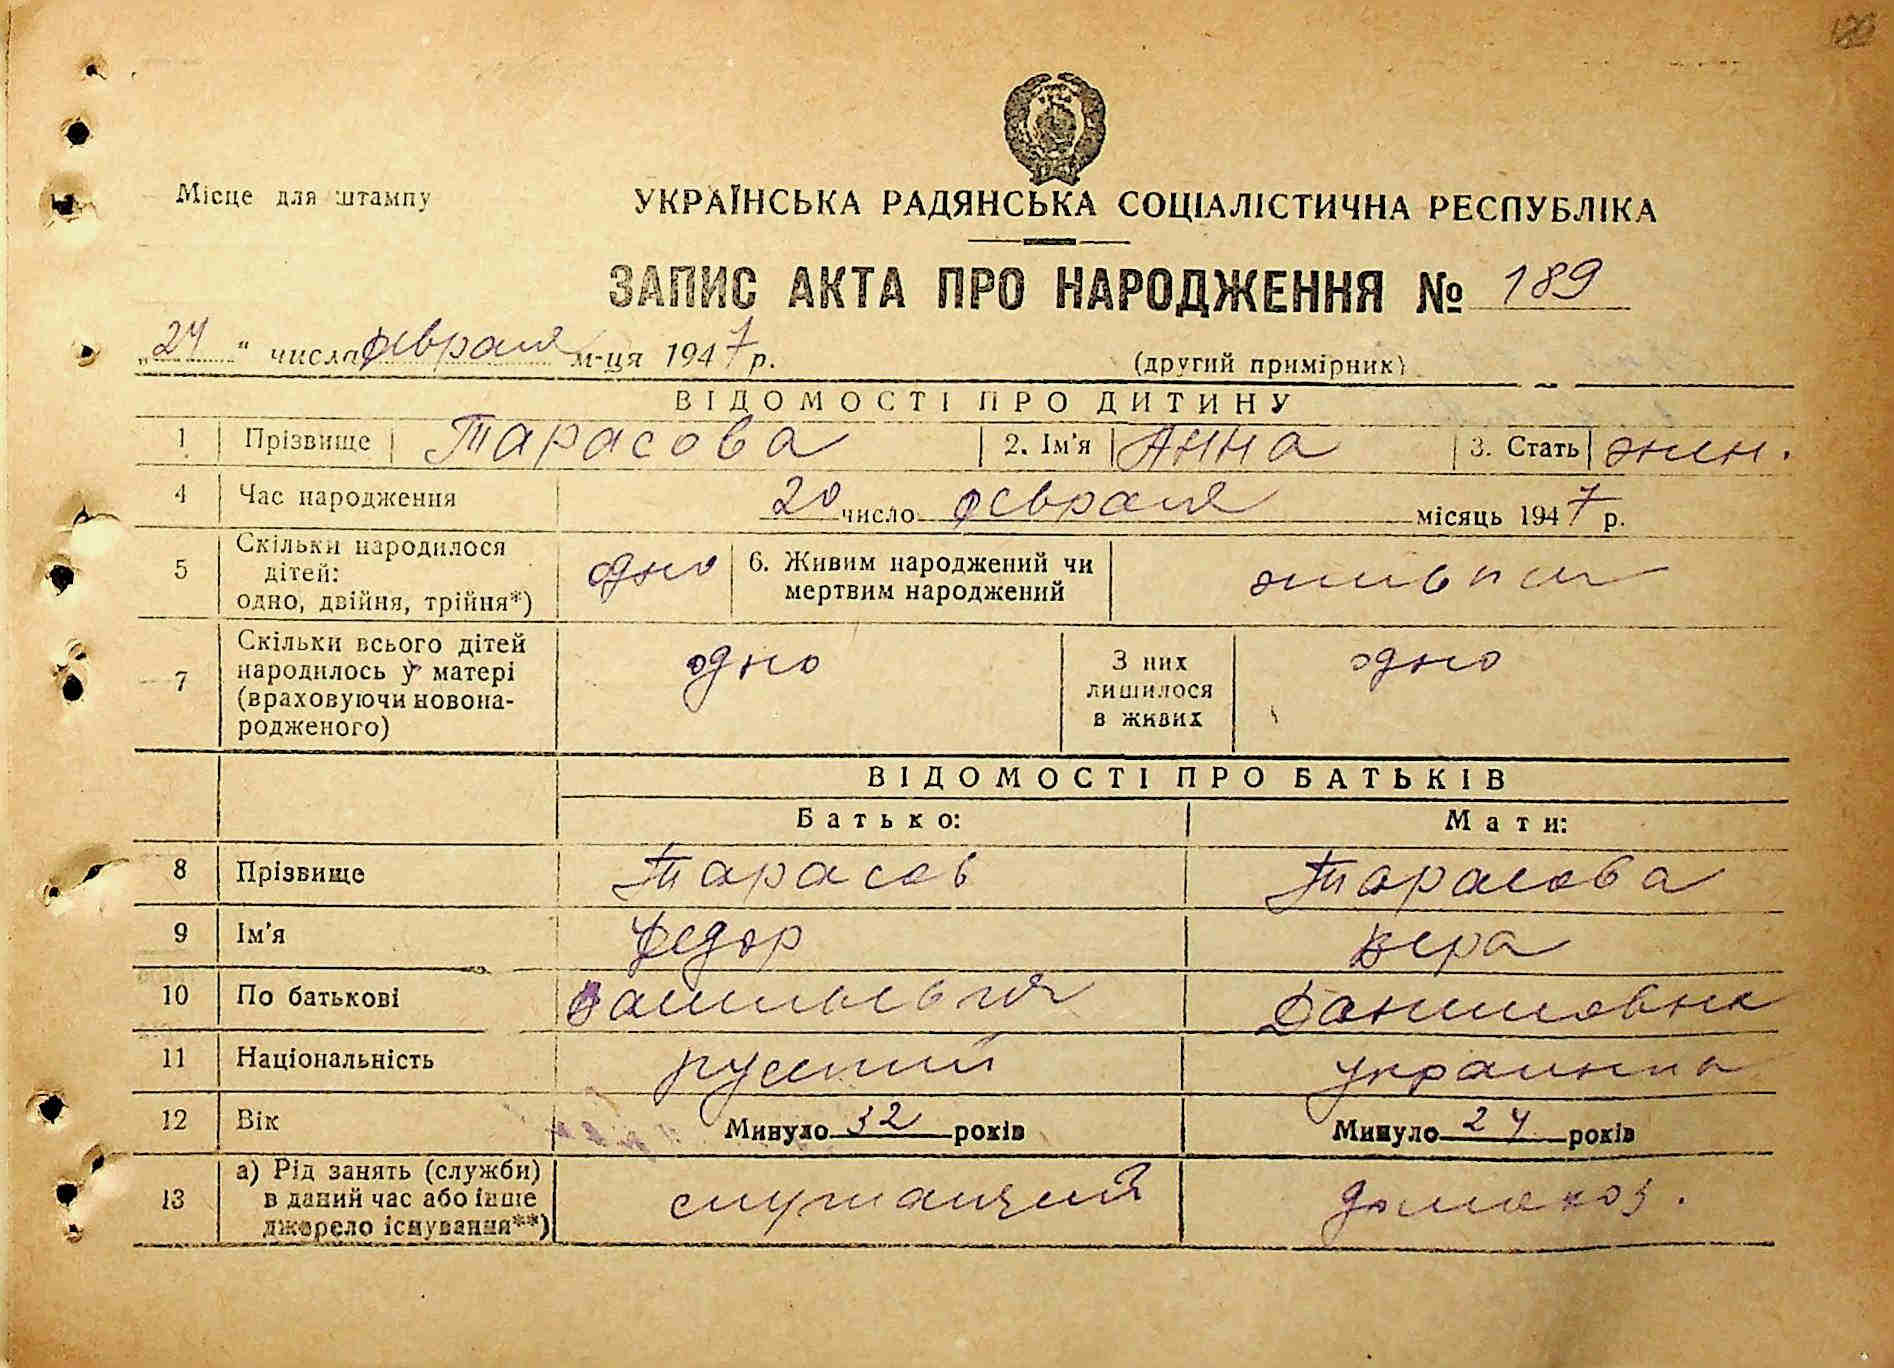 Місце для штампу
УКРАЇНСЬКА РАДЯНСЬКА СОЦІАЛІСТИЧНА РЕСПУБЛІКА
ЗАПИС АКТА ПРО НАРОДЖЕННЯ № 189
„24" числа февраля м-ця 1947 р.
(другий примірник)
ВІДОМОСТІ ПРО ДИТИНУ
1 Прізвище Тарасова 2. Ім'я Анна 3. Стать жен.
4 Час народження 20 число февраля місяць 1947 р.
5 Скільки народилося дітей: одно, двійня, трійня*) одно 6. Живим народжений чи мертвим народжений живым
7 Скільки всього дітей народилось у матері (враховуючи новона-родженого) одно З них лишилося в живих одно
ВІДОМОСТІ ПРО БАТЬКІВ
Батько: Мати:
8 Прізвище Тарасов Тарасова
9 Ім'я Федор Вера
10 По батькові Васильевич Даниловна
11 Національність русский украинка
12 Вік Минуло 32 років Минуло 24 років
13 а) Рід занять (служби) в даний час або інше джерело існування**) служащий домохоз.